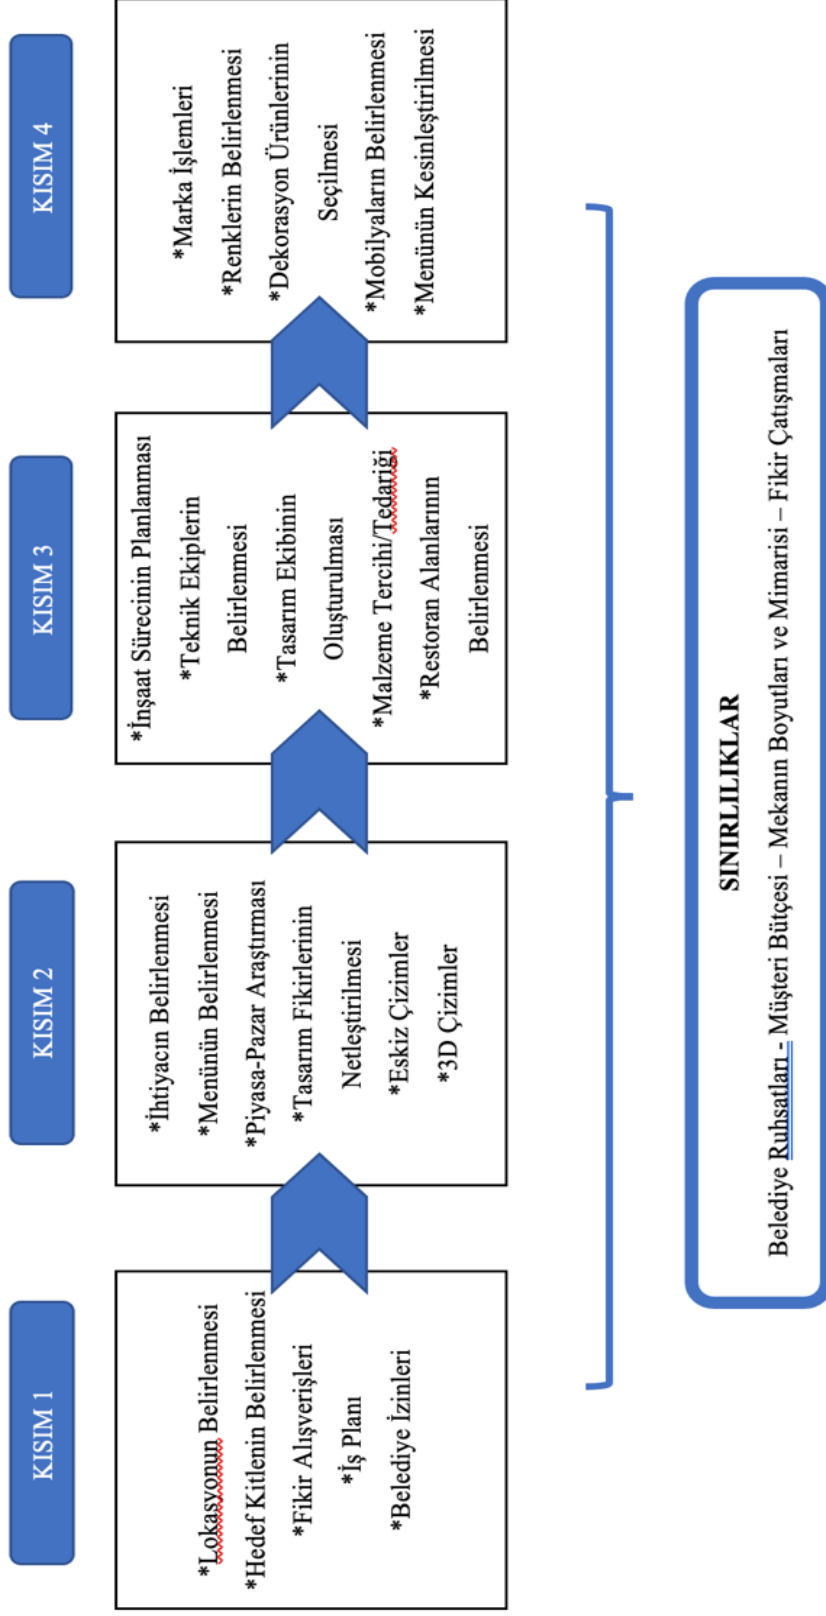 KISIM 1
*Lokasyonun Belirlenmesi
*Hedef Kitlenin Belirlenmesi
*Fikir Alışverişleri
*İş Planı
*Belediye İzinleri
KISIM 2
*İhtiyacın Belirlenmesi
*Menünün Belirlenmesi
*Piyasa-Pazar Araştırması
*Tasarım Fikirlerinin
Netleştirilmesi
*Eskiz Çizimler
*3D Çizimler
KISIM 3
*İnşaat Sürecinin Planlanması
*Teknik Ekiplerin
Belirlenmesi
*Tasarım Ekibinin
Oluşturulması
*Malzeme Tercihi/Tedariği
*Restoran Alanlarının
Belirlenmesi
KISIM 4
*Marka İşlemleri
*Renklerin Belirlenmesi
*Dekorasyon Ürünlerinin
Seçilmesi
*Mobilyaların Belirlenmesi
*Menünün Kesinleştirilmesi
SINIRLILIKLAR
Belediye Ruhsatları - Müşteri Bütçesi – Mekanın Boyutları ve Mimarisi – Fikir Çatışmaları